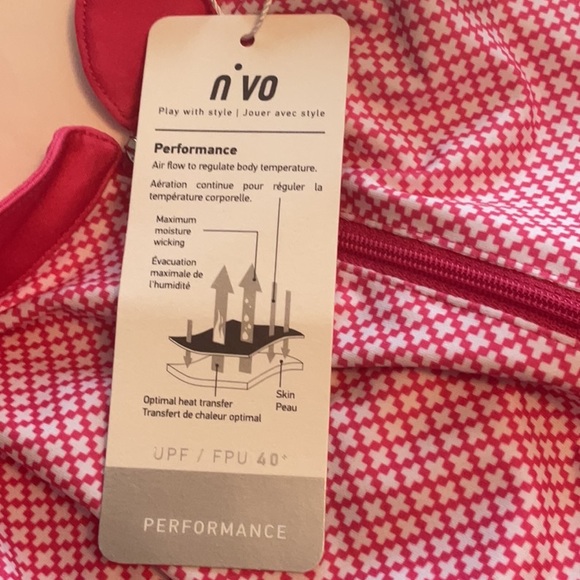 nivo
Play with style | Jouer avec style
Performance
Air flow to regulate body temperature.
Aération continue pour réguler la
température corporelle.
Maximum
moisture
wicking
Évacuation
maximale de
l'humidité
Optimal heat transfer
Transfert de chaleur optimal
Skin
Peau
UPF / FPU 40+
PERFORMANCE